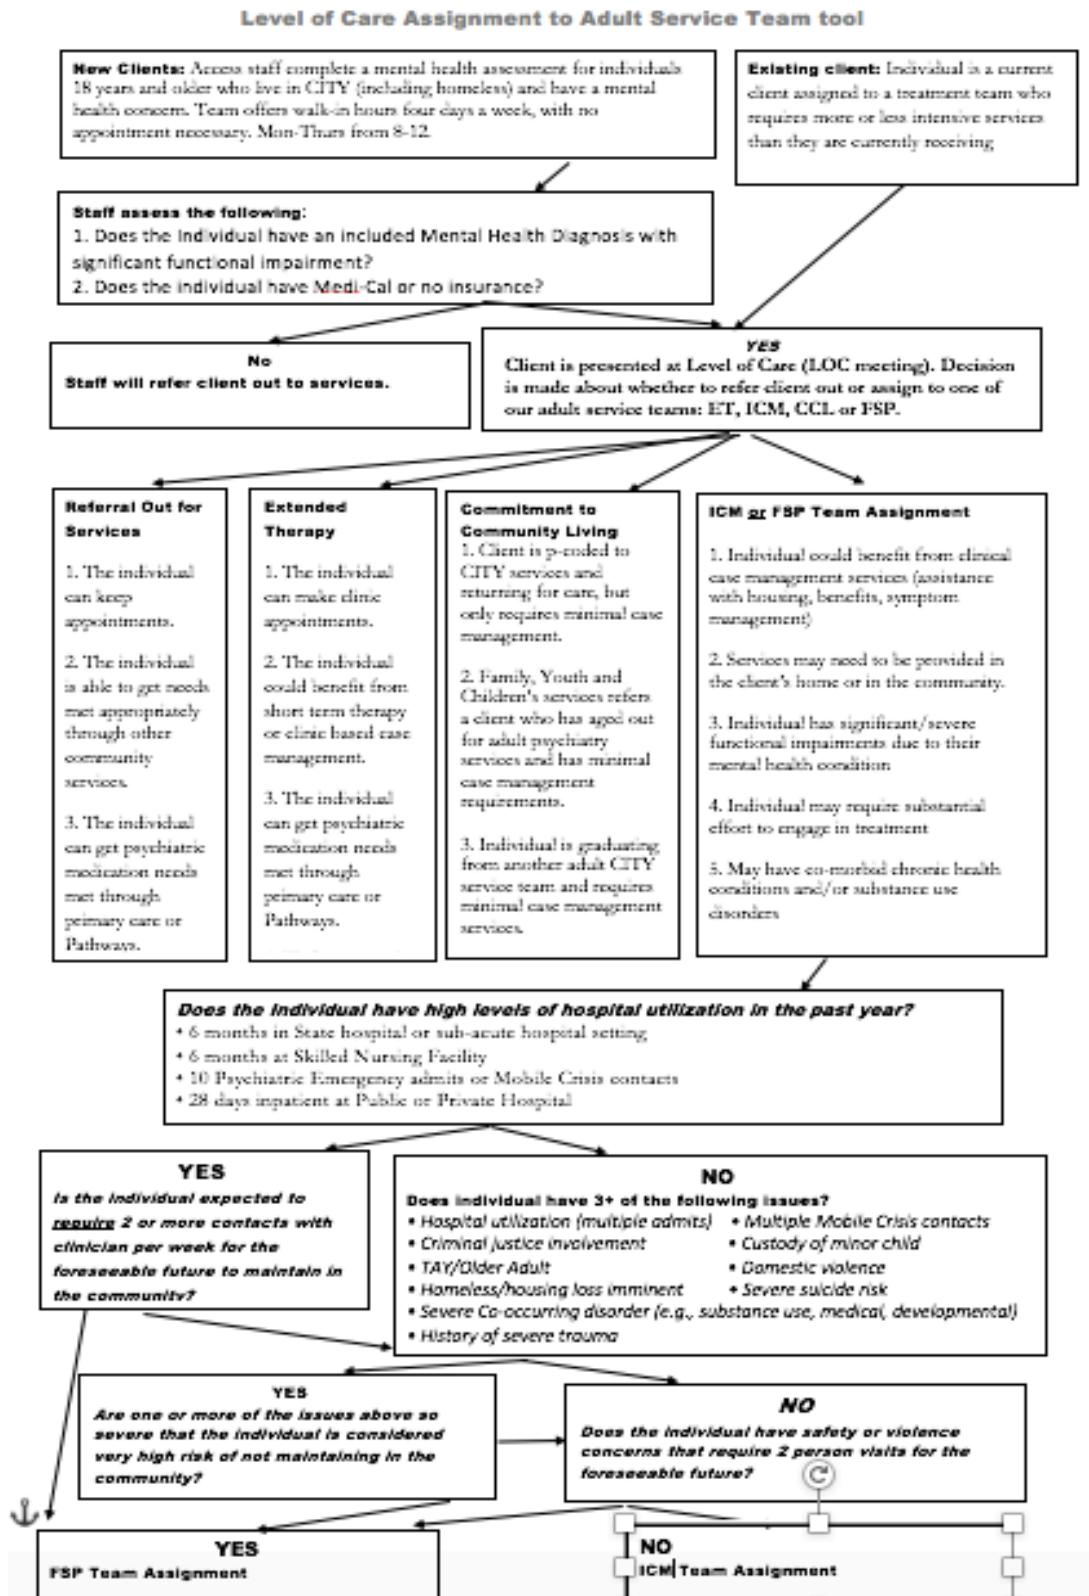 Level of Care Assignment to Adult Service Team tool
New Clients: Access staff complete a mental health assessment for individuals
18 years and older who live in CITY (including homeless) and have a mental
health concern. Team offers walk-in hours four days a week, with no
appointment necessary. Mon-Thurs from 8-12.
Existing client: Individual is a current
client assigned to a treatment team who
requires more or less intensive services
than they are currently receiving
Staff assess the following:
1. Does the Individual have an included Mental Health Diagnosis with
significant functional impairment?
2. Does the individual have Medi-Cal or no insurance?
No
Staff will refer client out to services.
YES
Client is presented at Level of Care (LOC meeting). Decision
is made about whether to refer client out or assign to one of
our adult service teams: ET, ICM, CCL or FSP.
Referral Out for
Services
1. The individual
can keep
appointments.
2. The individual
is able to get needs
met appropriately
through other
community
services.
3. The individual
can get psychiatric
medication needs
met through
primary care or
Pathways.
Extended
Therapy
1. The individual
can make clinic
appointments.
2. The individual
could benefit from
short term therapy
or clinic based case
management.
3. The individual
can get psychiatric
medication needs
met through
primary care or
Pathways.
Commitment to
Community Living
1. Client is p-coded to
CITY services and
returning for care, but
only requires minimal case
management.
2. Family, Youth and
Children's services refers
a client who has aged out
for adult psychiatry
services and has minimal
case management
requirements.
3. Individual is graduating
from another adult CITY
service team and requires
minimal case management
services.
ICM or FSP Team Assignment
1. Individual could benefit from clinical
case management services (assistance
with housing, benefits, symptom
management)
2. Services may need to be provided in
the client's home or in the community.
3. Individual has significant/severe
functional impairments due to their
mental health condition
4. Individual may require substantial
effort to engage in treatment
5. May have co-morbid chronic health
conditions and/or substance use
disorders
Does the individual have high levels of hospital utilization in the past year?
• 6 months in State hospital or sub-acute hospital setting
• 6 months at Skilled Nursing Facility
• 10 Psychiatric Emergency admits or Mobile Crisis contacts
• 28 days inpatient at Public or Private Hospital
YES
Is the individual expected to
require 2 or more contacts with
clinician per week for the
foreseeable future to maintain in
the community?
NO
Does individual have 3+ of the following issues?
• Hospital utilization (multiple admits) • Multiple Mobile Crisis contacts
• Criminal justice involvement • Custody of minor child
• TAY/Older Adult • Domestic violence
• Homeless/housing loss imminent • Severe suicide risk
• Severe Co-occurring disorder (e.g., substance use, medical, developmental)
• History of severe trauma
YES
Are one or more of the issues above so
severe that the individual is considered
very high risk of not maintaining in the
community?
NO
Does the individual have safety or violence
concerns that require 2 person visits for the
foreseeable future?
YES
FSP Team Assignment
NO
ICM Team Assignment